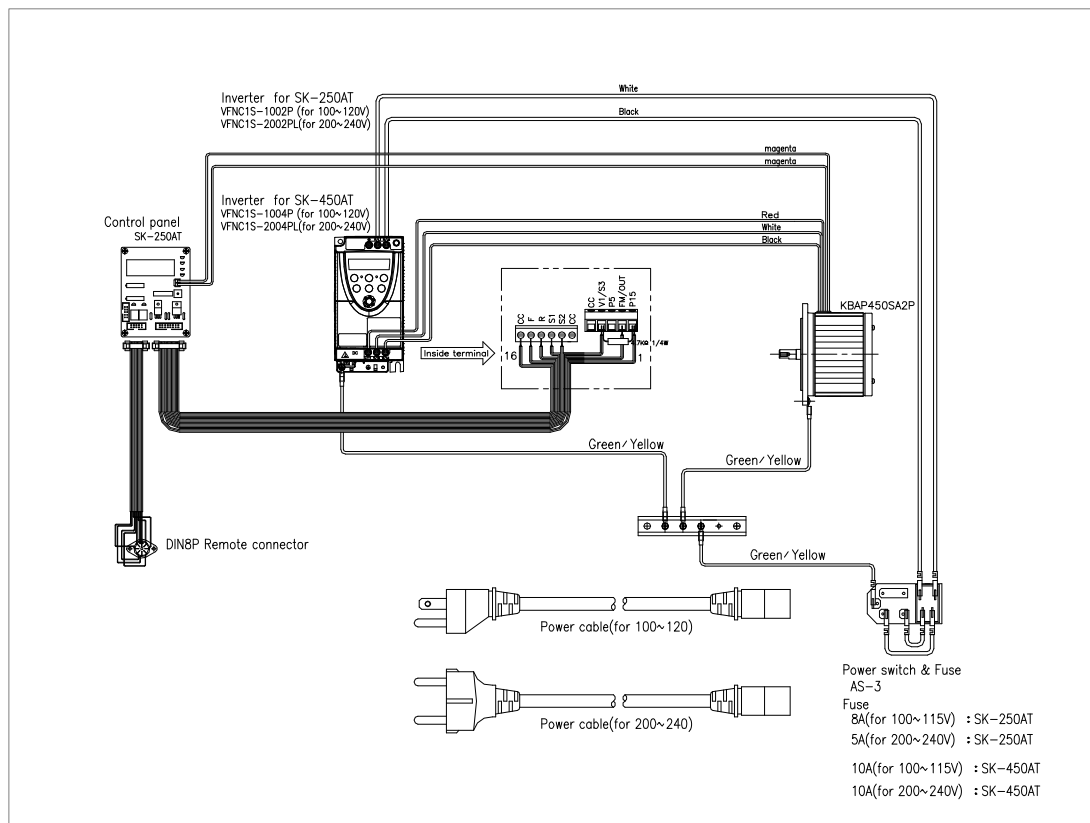 White
Inverter for SK-250AT
VFNC1S-1002P (for 100~120V)
VFNC1S-2002PL(for 200~240V)
Black
magenta
magenta
Inverter for SK-450AT
VFNC1S-1004P (for 100~120V)
VFNC1S-2004PL(for 200~240V)
Control panel
SK-250AT
Red
White
Black
CC
V1/S3
P5
FM/OUT
P15
KBAP450SA2P
CC
F
R
S1
S2
CC
Inside terminal
16
4.7KΩ 1/4W
1
Green/Yellow
Green/Yellow
DIN8P Remote connector
Green/Yellow
Power cable(for 100~120)
Power switch & Fuse
AS-3
Fuse
8A(for 100~115V) : SK-250AT
5A(for 200~240V) : SK-250AT
10A(for 100~115V) : SK-450AT
10A(for 200~240V) : SK-450AT
Power cable(for 200~240)